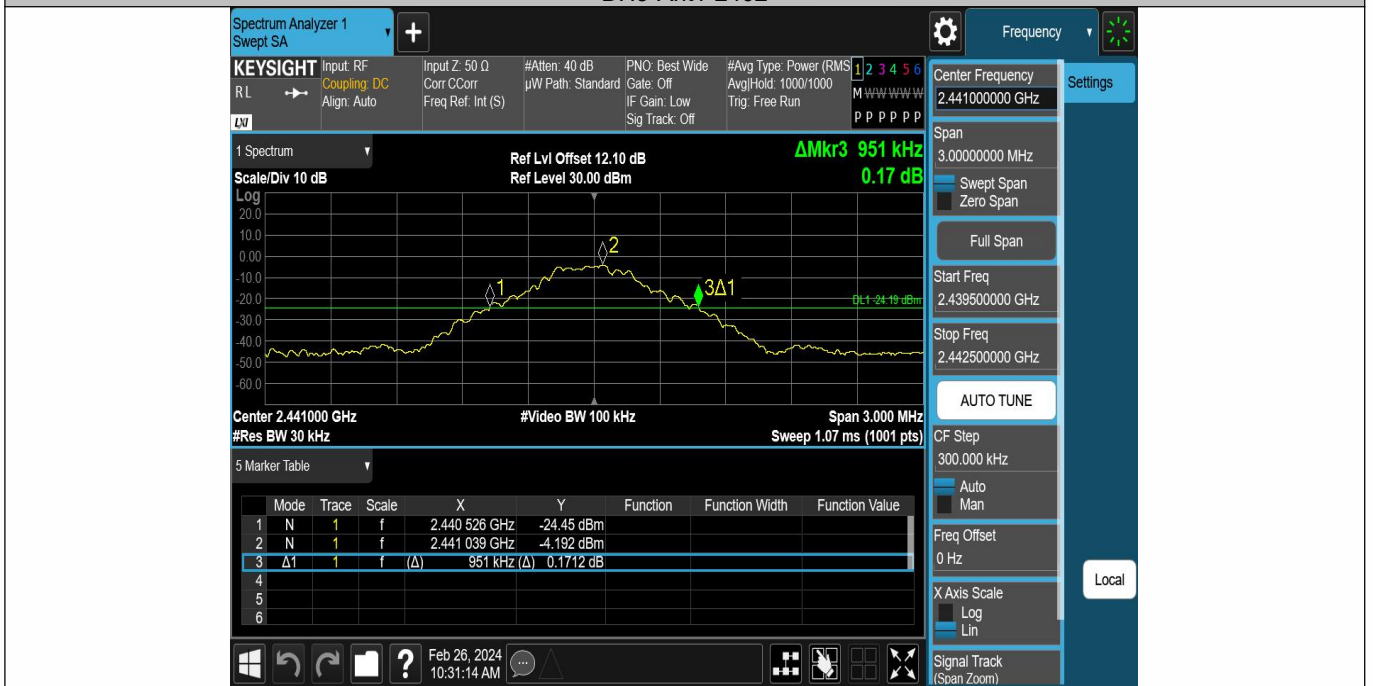 Spectrum Analyzer 1
Swept SA
Frequency
KEYSIGHT Input: RF Input Z: 50 Ω #Atten: 40 dB PNO: Best Wide #Avg Type: Power (RMS 1 2 3 4 5 6
RL Coupling: DC Corr CCorr µW Path: Standard Gate: Off Avg|Hold: 1000/1000 M W W W W W
Align: Auto Freq Ref: Int (S) IF Gain: Low Trig: Free Run
LXI Sig Track: Off P P P P P P
1 Spectrum
Ref Lvl Offset 12.10 dB ΔMkr3 951 kHz
Scale/Div 10 dB Ref Level 30.00 dBm 0.17 dB
Log
20.0
10.0
0.00
-10.0
-20.0
-30.0
-40.0
-50.0
-60.0
1
2
3Δ1
DL1 -24.19 dBm
Center 2.441000 GHz #Video BW 100 kHz Span 3.000 MHz
#Res BW 30 kHz Sweep 1.07 ms (1001 pts)
5 Marker Table
Mode Trace Scale X Y Function Function Width Function Value
1 N 1 f 2.440 526 GHz -24.45 dBm
2 N 1 f 2.441 039 GHz -4.192 dBm
3 Δ1 1 f (Δ) 951 kHz (Δ) 0.1712 dB
4
5
6
Feb 26, 2024
10:31:14 AM
Center Frequency
2.441000000 GHz
Settings
Span
3.00000000 MHz
Swept Span
Zero Span
Full Span
Start Freq
2.439500000 GHz
Stop Freq
2.442500000 GHz
AUTO TUNE
CF Step
300.000 kHz
Auto
Man
Freq Offset
0 Hz
Local
X Axis Scale
Log
Lin
Signal Track
(Span Zoom)